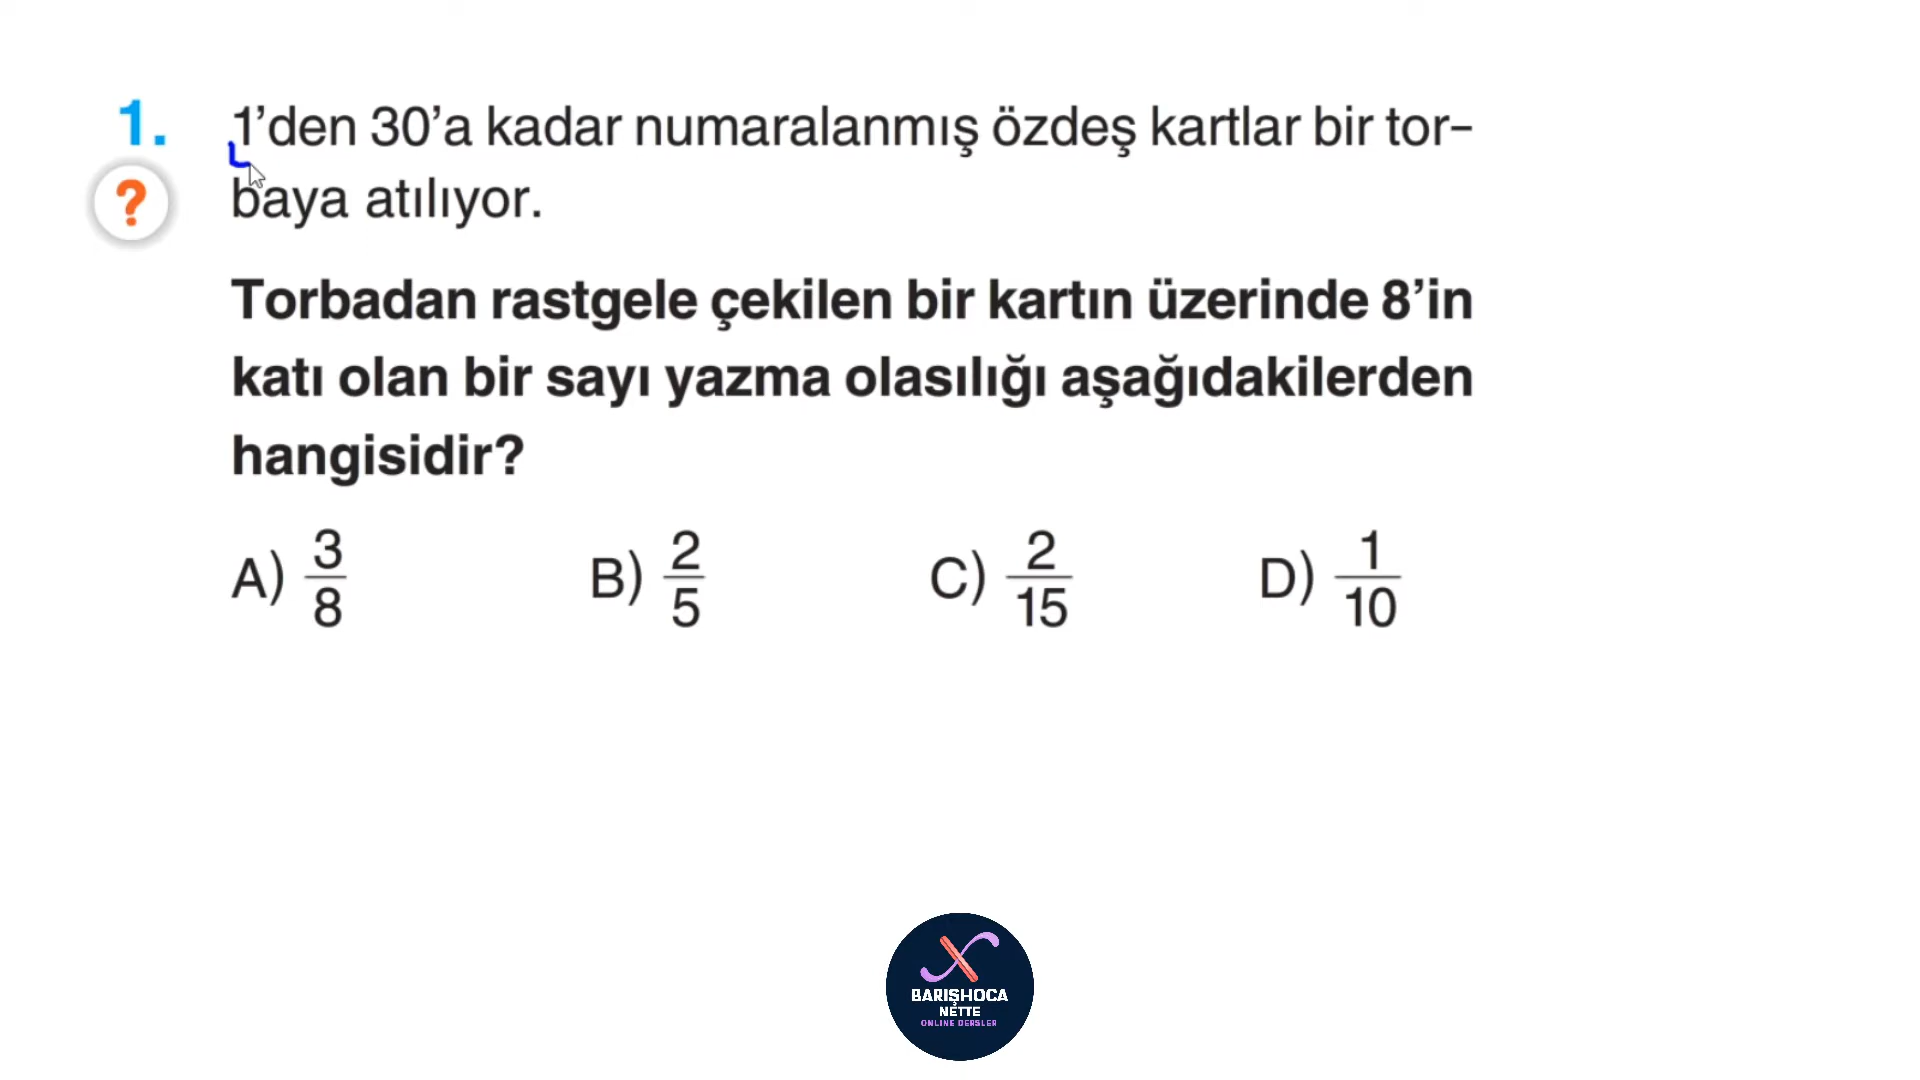 1. 1’den 30’a kadar numaralanmış özdeş kartlar bir tor-
? baya atılıyor.
Torbadan rastgele çekilen bir kartın üzerinde 8’in
katı olan bir sayı yazma olasılığı aşağıdakilerden
hangisidir?
A) 3/8 B) 2/5 C) 2/15 D) 1/10
BARIŞHOCA
NETTE
ONLINE DERSLER